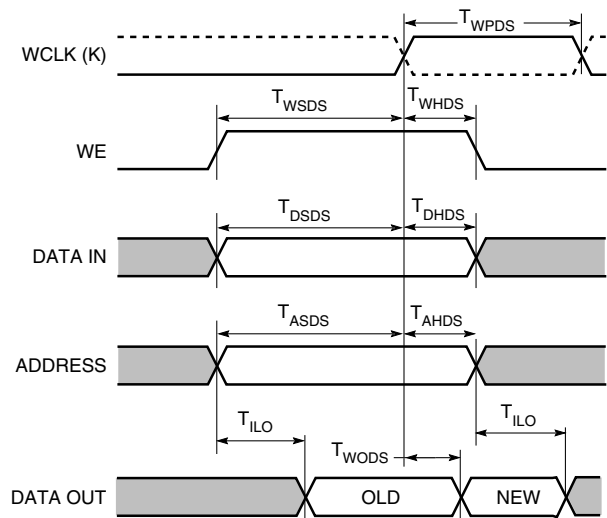 T_WPDS
WCLK (K)
T_WSDS T_WHDS
WE
T_DSDS T_DHDS
DATA IN
T_ASDS T_AHDS
ADDRESS
T_ILO T_ILO
T_WODS
DATA OUT OLD NEW